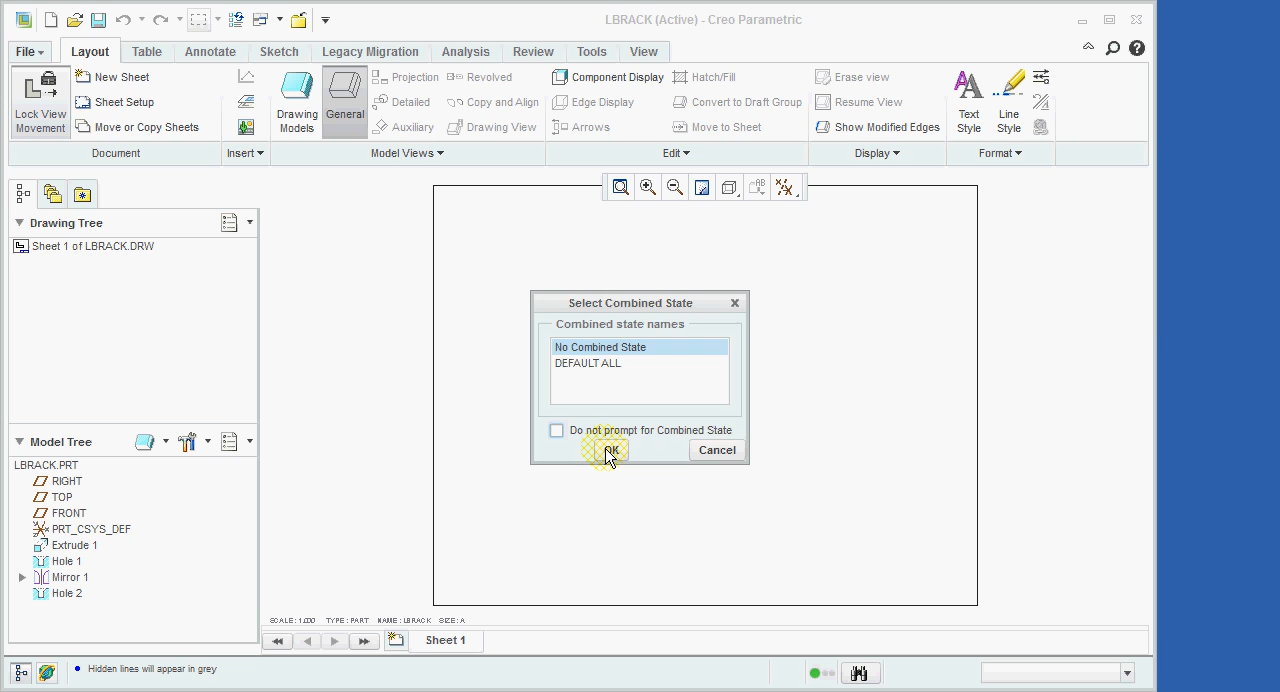 LBRACK (Active) - Creo Parametric
File
Layout
Table
Annotate
Sketch
Legacy Migration
Analysis
Review
Tools
View
Lock View
Movement
New Sheet
Sheet Setup
Move or Copy Sheets
Drawing
Models
General
Projection
Detailed
Auxiliary
Revolved
Copy and Align
Drawing View
Component Display
Edge Display
Arrows
Hatch/Fill
Convert to Draft Group
Move to Sheet
Erase view
Resume View
Show Modified Edges
Text
Style
Line
Style
Document
Insert
Model Views
Edit
Display
Format
Drawing Tree
Sheet 1 of LBRACK.DRW
Model Tree
LBRACK.PRT
RIGHT
TOP
FRONT
PRT_CSYS_DEF
Extrude 1
Hole 1
Mirror 1
Hole 2
Select Combined State
Combined state names
No Combined State
DEFAULT ALL
Do not prompt for Combined State
OK
Cancel
SCALE:1.000 TYPE:PART NAME:LBRACK SIZE:A
Sheet 1
Hidden lines will appear in grey